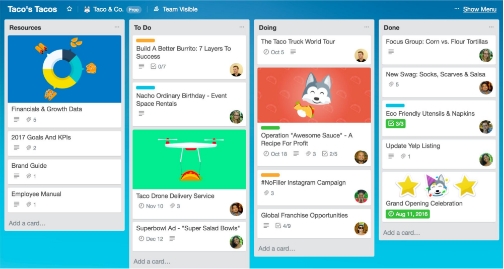 Taco's Tacos
Taco & Co. Free
Team Visible
Show Menu
Resources
Financials & Growth Data
5
2017 Goals And KPIs
2
Brand Guide
1
Employee Manual
1
Add a card...
To Do
Build A Better Burrito: 7 Layers To
Success
0/7
Nacho Ordinary Birthday - Event
Space Rentals
Taco Drone Delivery Service
Nov 10 3
Superbowl Ad - "Super Salad Bowls"
Dec 12
Add a card...
Doing
The Taco Truck World Tour
Oct 5
Operation "Awesome Sauce" - A
Recipe For Profit
Oct 18 3 2/5
#NoFilter Instagram Campaign
3
Global Franchise Opportunities
4/9
Add a card...
Done
Focus Group: Corn vs. Flour Tortillas
New Swag: Socks, Scarves & Salsa
5
Eco Friendly Utensils & Napkins
3/5
Update Yelp Listing
1
Grand Opening Celebration
Aug 11, 2016
Add a card...